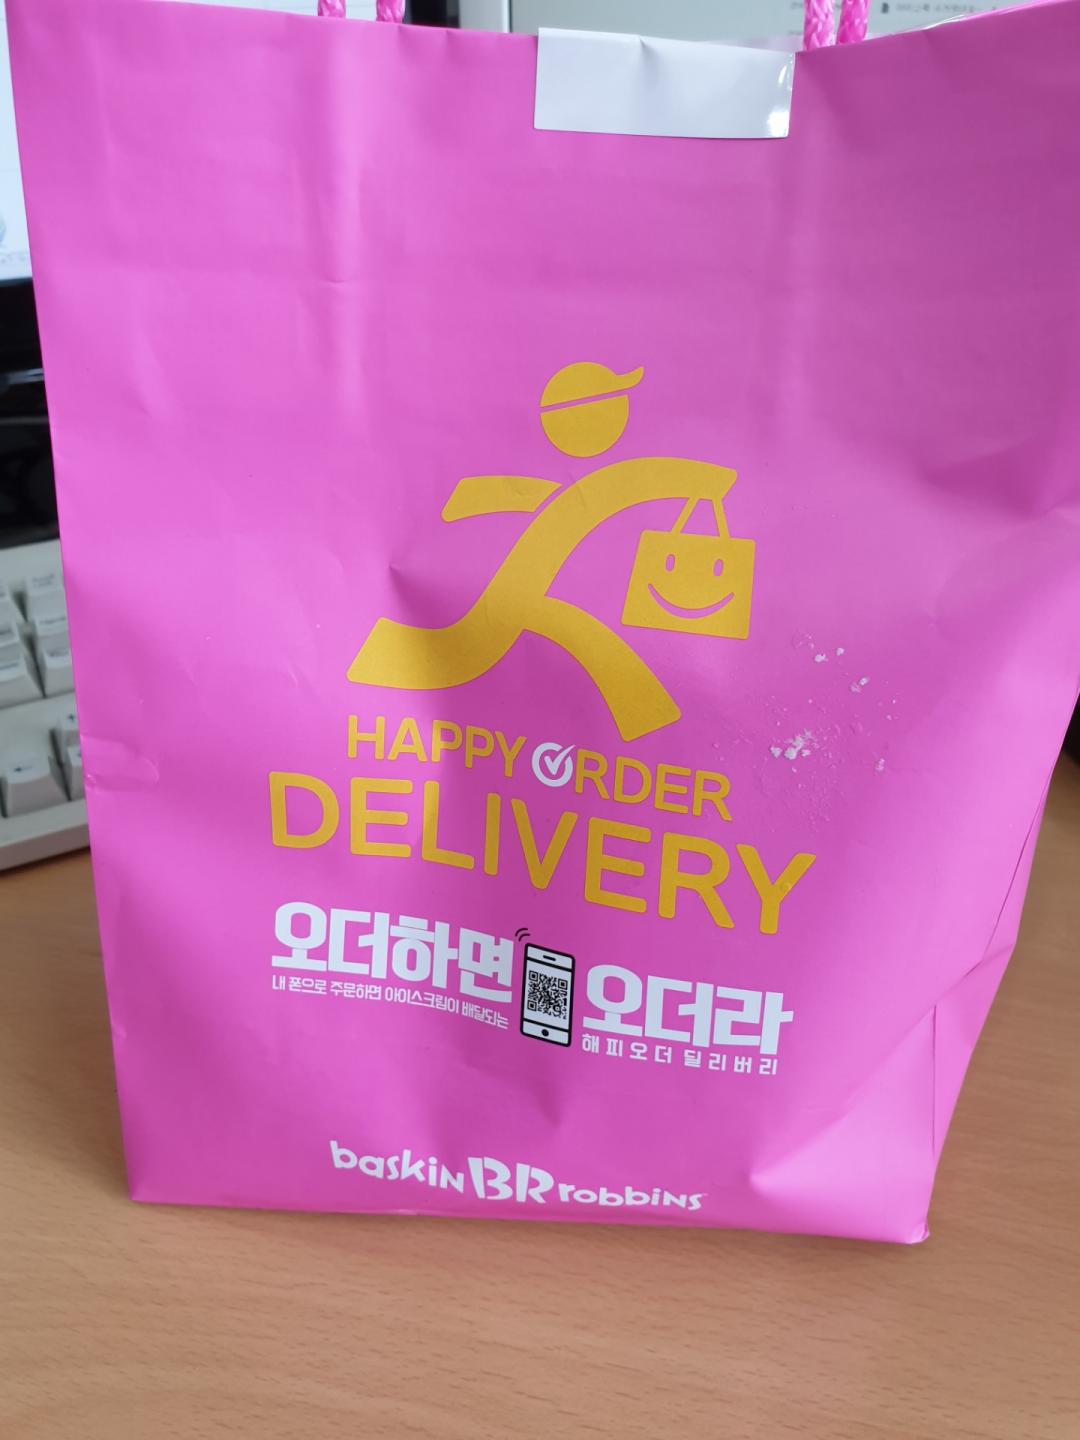 HAPPY ORDER
DELIVERY
오더하면 오더라
내 폰으로 주문하면 아이스크림이 배달되는
해피오더 딜리버리
baskin BR robbins